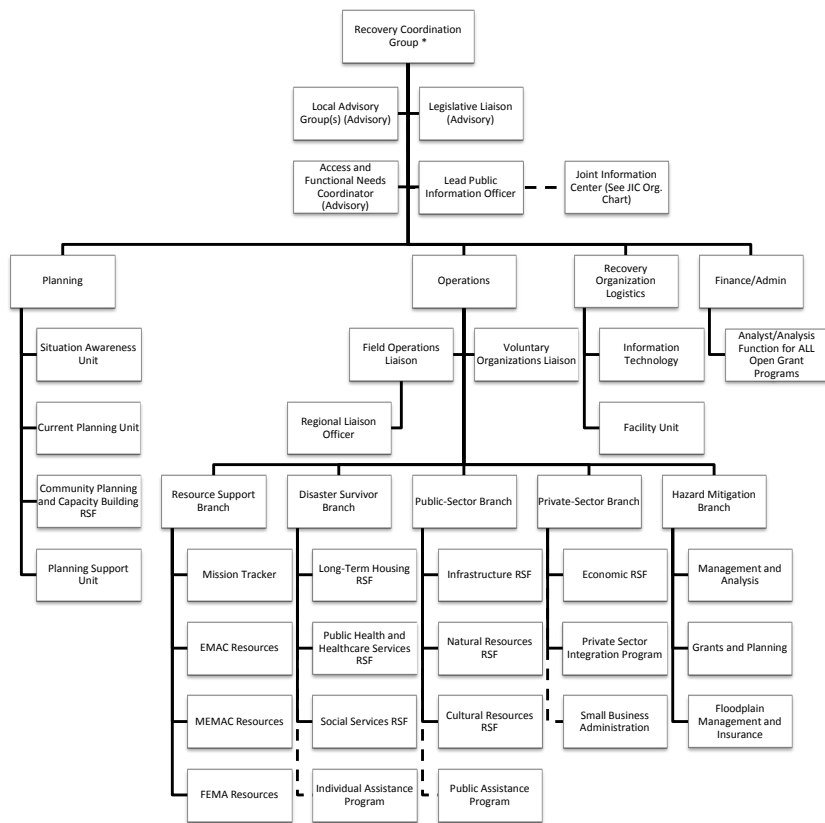 Recovery Coordination
Group *
Local Advisory
Group(s) (Advisory)
Legislative Liaison
(Advisory)
Access and
Functional Needs
Coordinator
(Advisory)
Lead Public
Information Officer
Joint Information
Center (See JIC Org.
Chart)
Planning
Operations
Recovery
Organization
Logistics
Finance/Admin
Situation Awareness
Unit
Field Operations
Liaison
Voluntary
Organizations Liaison
Information
Technology
Analyst/Analysis
Function for ALL
Open Grant
Programs
Current Planning Unit
Regional Liaison
Officer
Facility Unit
Community Planning
and Capacity Building
RSF
Resource Support
Branch
Disaster Survivor
Branch
Public-Sector Branch
Private-Sector Branch
Hazard Mitigation
Branch
Planning Support
Unit
Mission Tracker
Long-Term Housing
RSF
Infrastructure RSF
Economic RSF
Management and
Analysis
EMAC Resources
Public Health and
Healthcare Services
RSF
Natural Resources
RSF
Private Sector
Integration Program
Grants and Planning
MEMAC Resources
Social Services RSF
Cultural Resources
RSF
Small Business
Administration
Floodplain
Management and
Insurance
FEMA Resources
Individual Assistance
Program
Public Assistance
Program